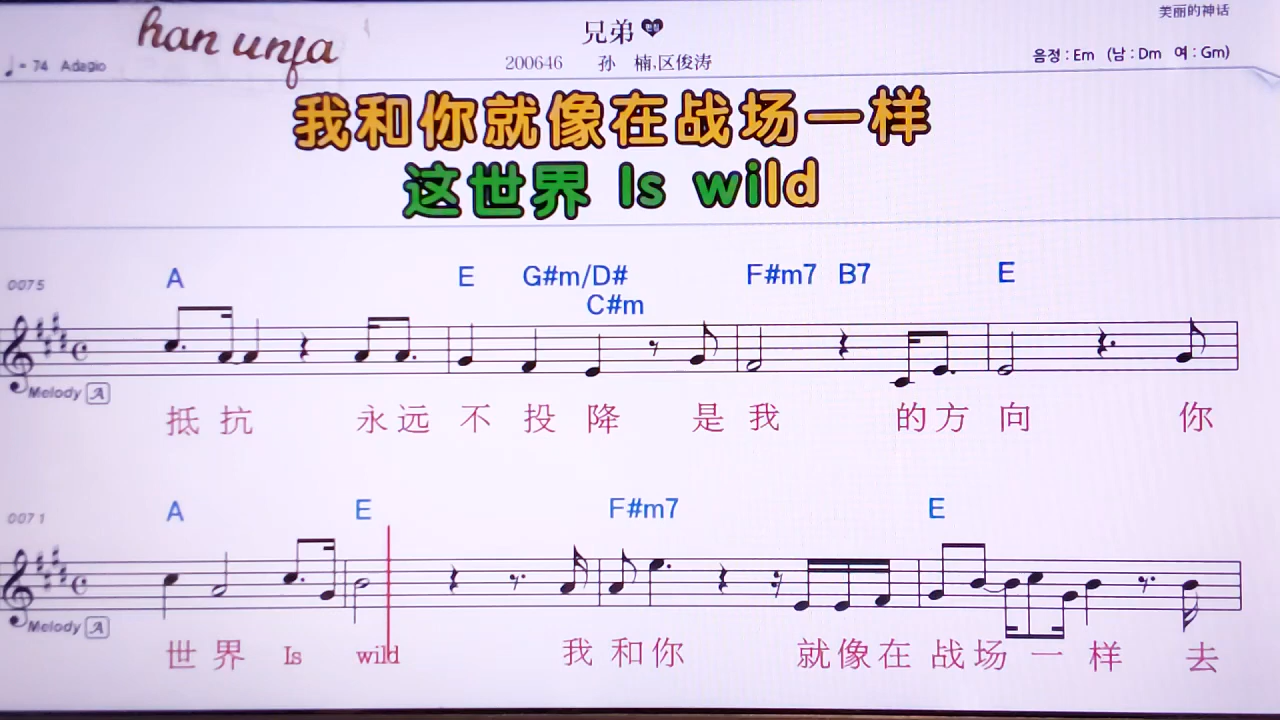 美丽的神话
han unfa
兄弟
편집
♩= 74 Adagio
200646 孙 楠,区俊涛
음정 : Em (남 : Dm 여 : Gm)
我和你就像在战场一样
这世界 Is wild
0075 A E G#m/D# C#m F#m7 B7 E
Melody A
抵抗 永远不投降 是我 的方向 你
0071 A E F#m7 E
Melody A
世界 Is wild 我和你 就像在战场一样 去